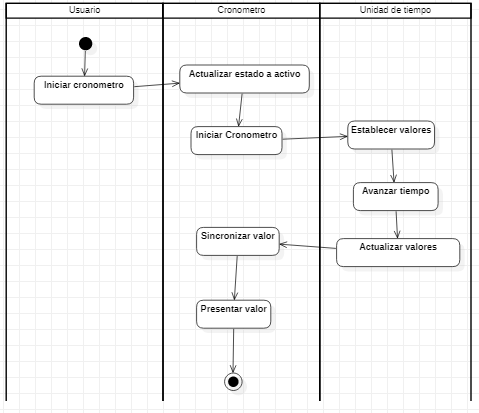 Usuario
Cronometro
Unidad de tiempo
Iniciar cronometro
Actualizar estado a activo
Iniciar Cronometro
Establecer valores
Avanzar tiempo
Actualizar valores
Sincronizar valor
Presentar valor